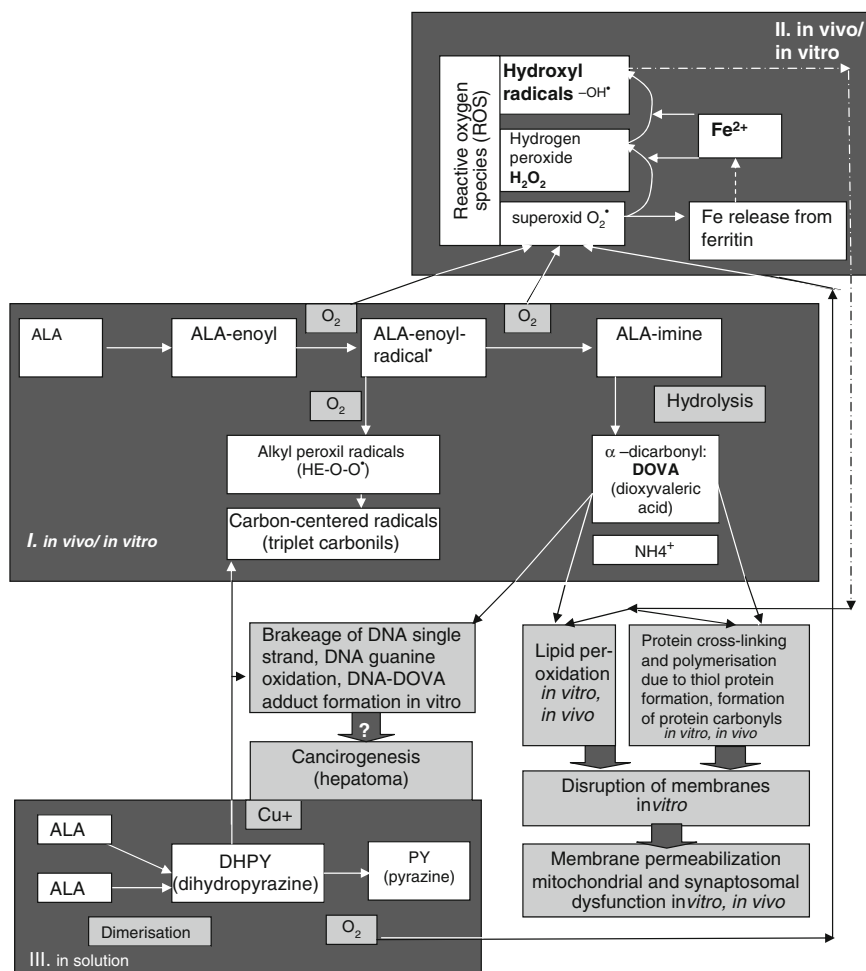 II. in vivo/
in vitro
Reactive oxygen
species (ROS)
Hydroxyl
radicals –OH•
Hydrogen
peroxide
H2O2
superoxid O2•
Fe2+
Fe release from
ferritin
O2
O2
ALA
ALA-enoyl
ALA-enoyl-
radical•
ALA-imine
O2
Hydrolysis
Alkyl peroxil radicals
(HE-O-O•)
α –dicarbonyl:
DOVA
(dioxyvaleric
acid)
Carbon-centered radicals
(triplet carbonils)
NH4+
I. in vivo/ in vitro
Brakeage of DNA single
strand, DNA guanine
oxidation, DNA-DOVA
adduct formation in vitro
?
Cancirogenesis
(hepatoma)
Lipid per-
oxidation
in vitro,
in vivo
Protein cross-linking
and polymerisation
due to thiol protein
formation, formation
of protein carbonyls
in vitro, in vivo
Disruption of membranes
invitro
Membrane permeabilization
mitochondrial and synaptosomal
dysfunction invitro, in vivo
Cu+
ALA
ALA
DHPY
(dihydropyrazine)
PY
(pyrazine)
Dimerisation
O2
III. in solution